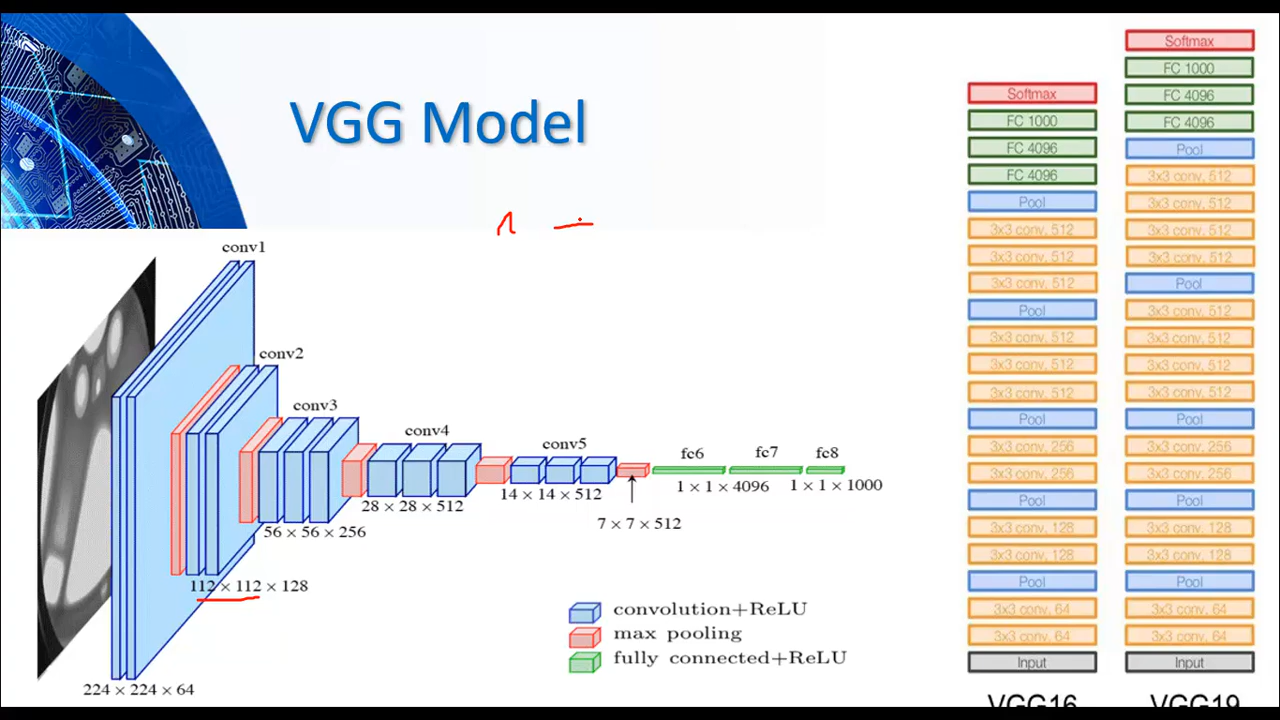 VGG Model
conv1
conv2
conv3
conv4
conv5
fc6
fc7
fc8
224 × 224 × 64
112 × 112 × 128
56 × 56 × 256
28 × 28 × 512
14 × 14 × 512
7 × 7 × 512
1 × 1 × 4096
1 × 1 × 1000
convolution+ReLU
max pooling
fully connected+ReLU
Softmax
FC 1000
FC 4096
FC 4096
Pool
3x3 conv, 512
3x3 conv, 512
3x3 conv, 512
Pool
3x3 conv, 512
3x3 conv, 512
3x3 conv, 512
Pool
3x3 conv, 256
3x3 conv, 256
Pool
3x3 conv, 128
3x3 conv, 128
Pool
3x3 conv, 64
3x3 conv, 64
Input
VGG16
Softmax
FC 1000
FC 4096
FC 4096
Pool
3x3 conv, 512
3x3 conv, 512
3x3 conv, 512
3x3 conv, 512
Pool
3x3 conv, 512
3x3 conv, 512
3x3 conv, 512
3x3 conv, 512
Pool
3x3 conv, 256
3x3 conv, 256
Pool
3x3 conv, 128
3x3 conv, 128
Pool
3x3 conv, 64
3x3 conv, 64
Input
VGG19